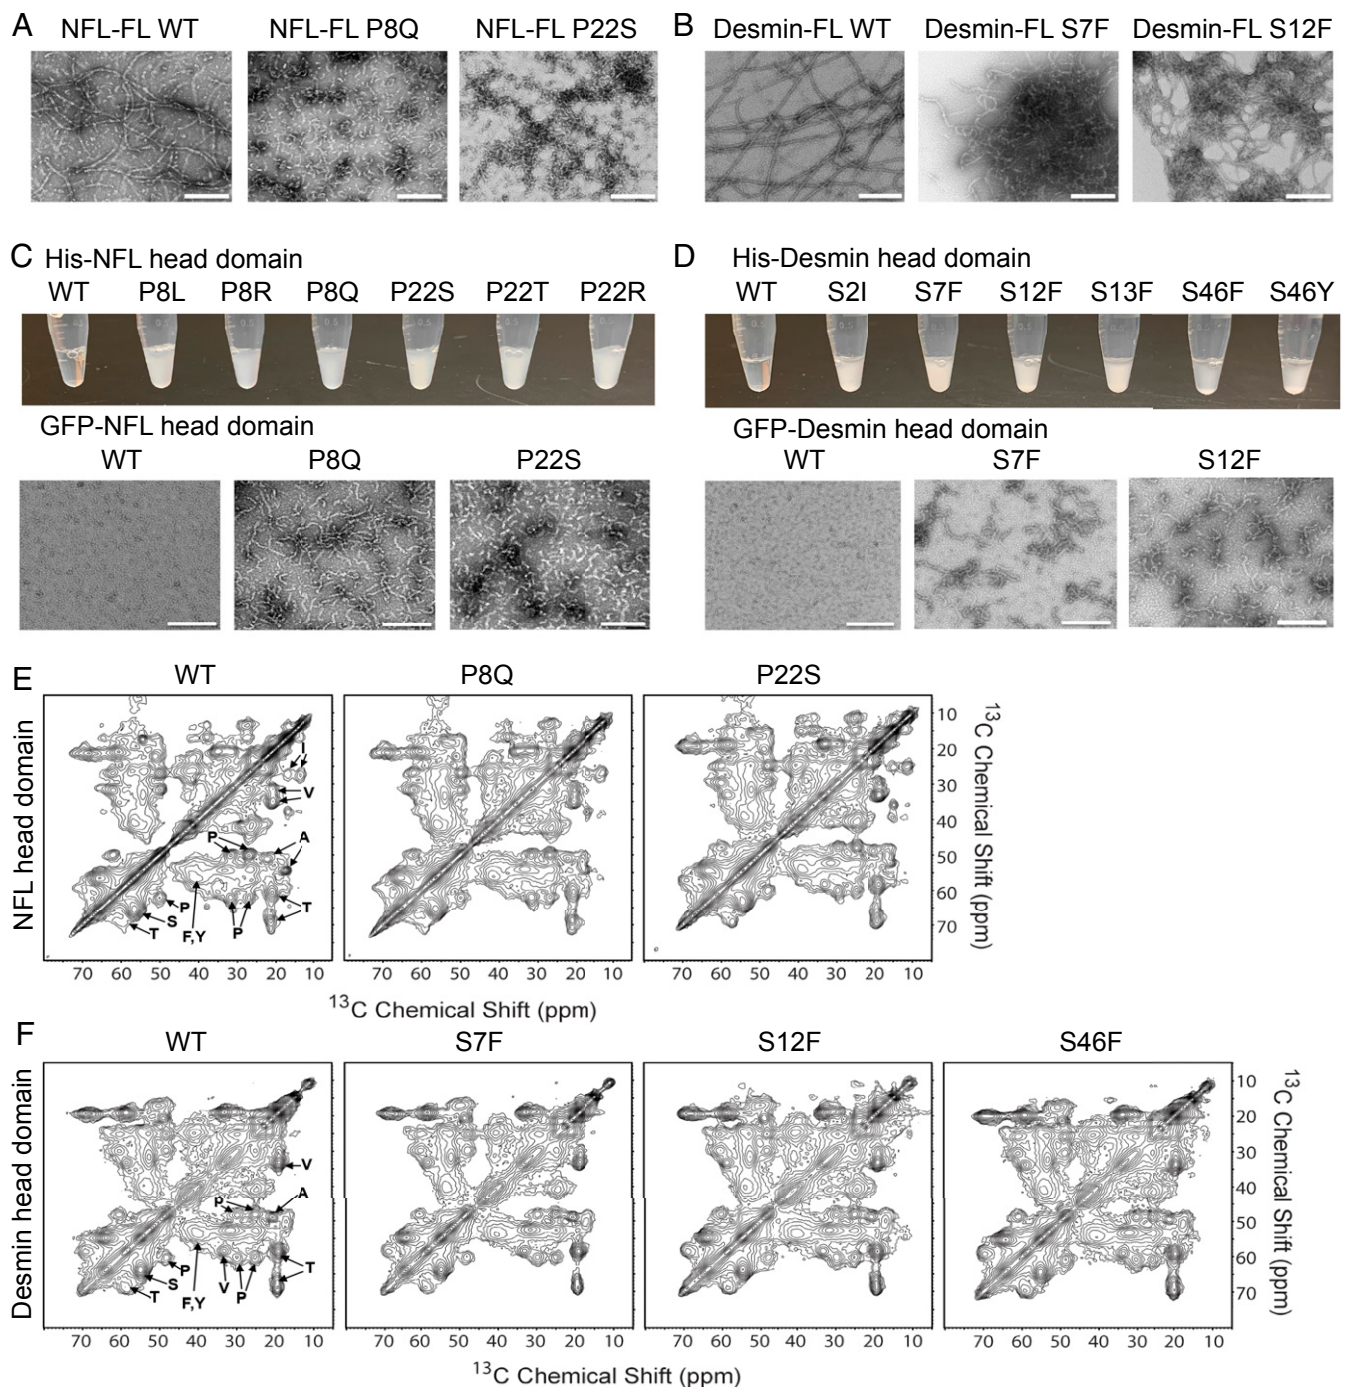 A NFL-FL WT NFL-FL P8Q NFL-FL P22S
B Desmin-FL WT Desmin-FL S7F Desmin-FL S12F
C His-NFL head domain
WT P8L P8R P8Q P22S P22T P22R
GFP-NFL head domain
WT P8Q P22S
D His-Desmin head domain
WT S2I S7F S12F S13F S46F S46Y
GFP-Desmin head domain
WT S7F S12F
E WT P8Q P22S
NFL head domain
I
V
P A
P
S
T F,Y P T
10
20
30
40
50
60
70
13C Chemical Shift (ppm)
70 60 50 40 30 20 10 70 60 50 40 30 20 10 70 60 50 40 30 20 10
13C Chemical Shift (ppm)
F WT S7F S12F S46F
Desmin head domain
V
P A
P
S
T F,Y V P T
10
20
30
40
50
60
70
13C Chemical Shift (ppm)
70 60 50 40 30 20 10 70 60 50 40 30 20 10 70 60 50 40 30 20 10 70 60 50 40 30 20 10
13C Chemical Shift (ppm)